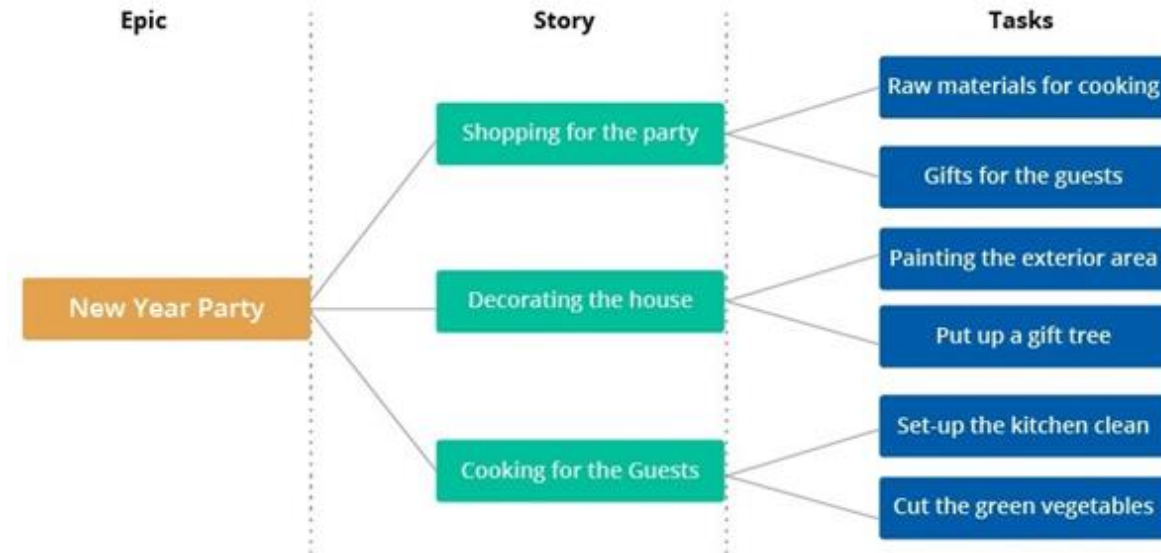 Epic
Story
Tasks
New Year Party
Shopping for the party
Decorating the house
Cooking for the Guests
Raw materials for cooking
Gifts for the guests
Painting the exterior area
Put up a gift tree
Set-up the kitchen clean
Cut the green vegetables